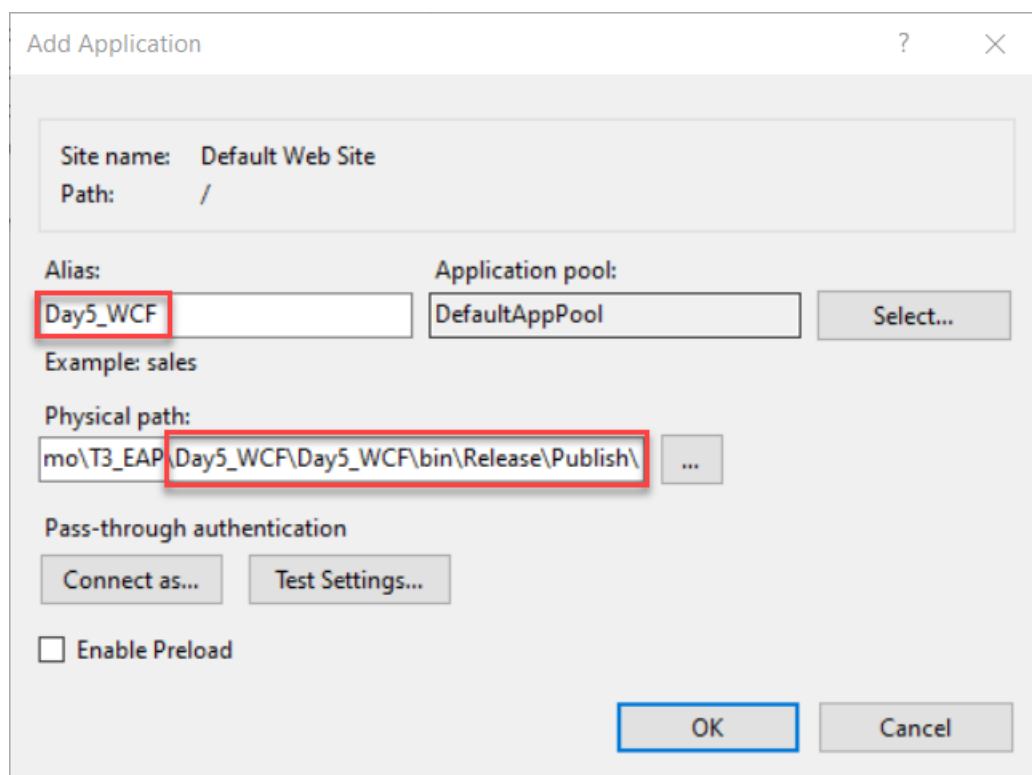 Add Application
?
Site name: Default Web Site
Path: /
Alias: Application pool:
Day5_WCF DefaultAppPool Select...
Example: sales
Physical path:
mo\T3_EAP\Day5_WCF\Day5_WCF\bin\Release\Publish\ ...
Pass-through authentication
Connect as... Test Settings...
Enable Preload
OK Cancel